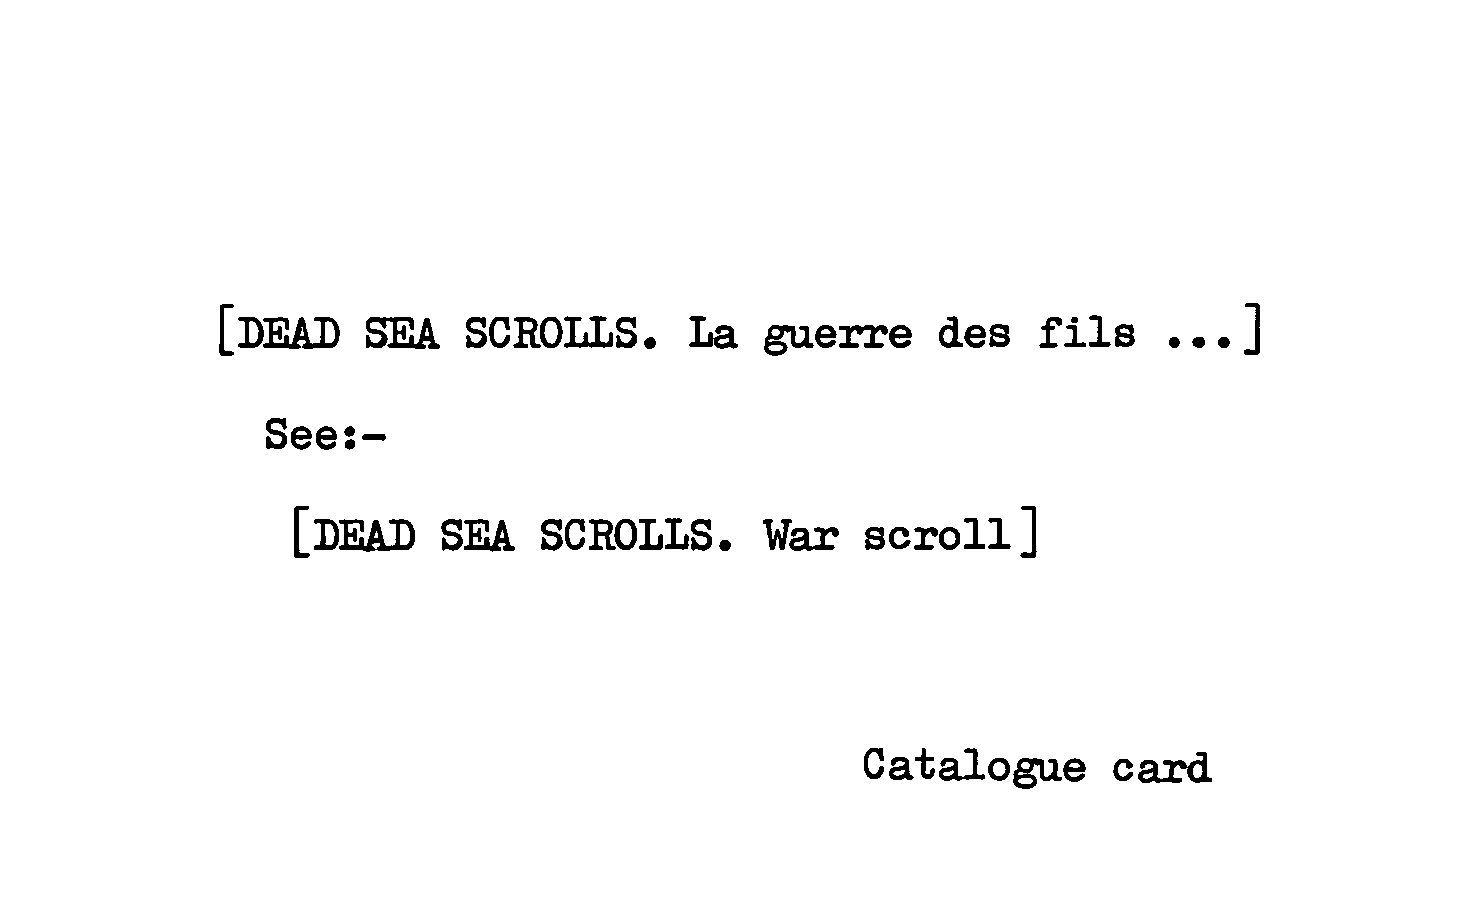 [DEAD SEA SCROLLS. La guerre des fils ...]
See:-
[DEAD SEA SCROLLS. War scroll]
Catalogue card